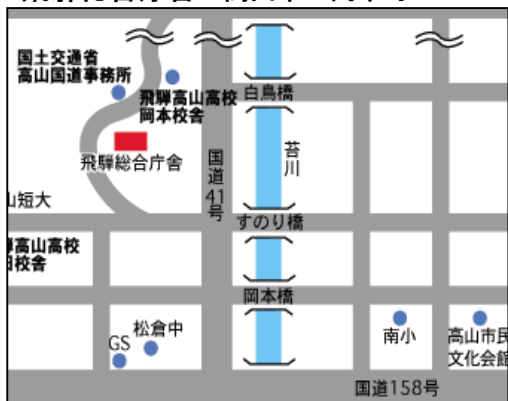 国土交通省
高山国道事務所
飛騨高山高校
岡本校舎
白鳥橋
飛騨総合庁舎
国道41号
苔川
山短大
すのり橋
高山高校
校舎
岡本橋
松倉中
GS
南小
高山市民
文化会館
国道158号